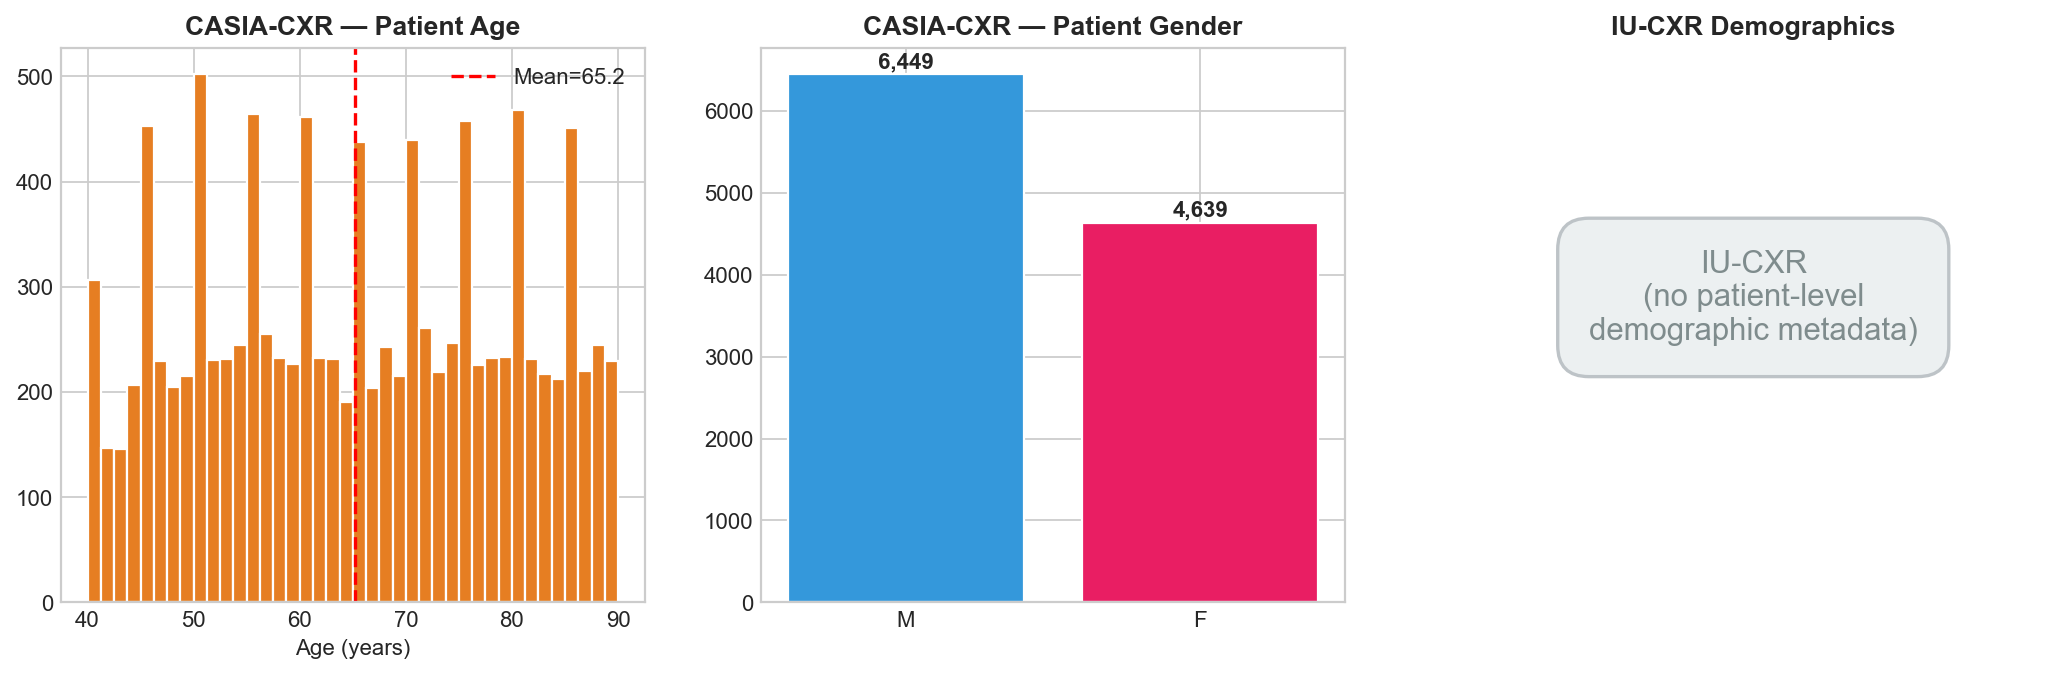 CASIA-CXR — Patient Age
Mean=65.2
500
400
300
200
100
0
40 50 60 70 80 90
Age (years)
CASIA-CXR — Patient Gender
6,449
4,639
6000
5000
4000
3000
2000
1000
0
M F
IU-CXR Demographics
IU-CXR
(no patient-level
demographic metadata)